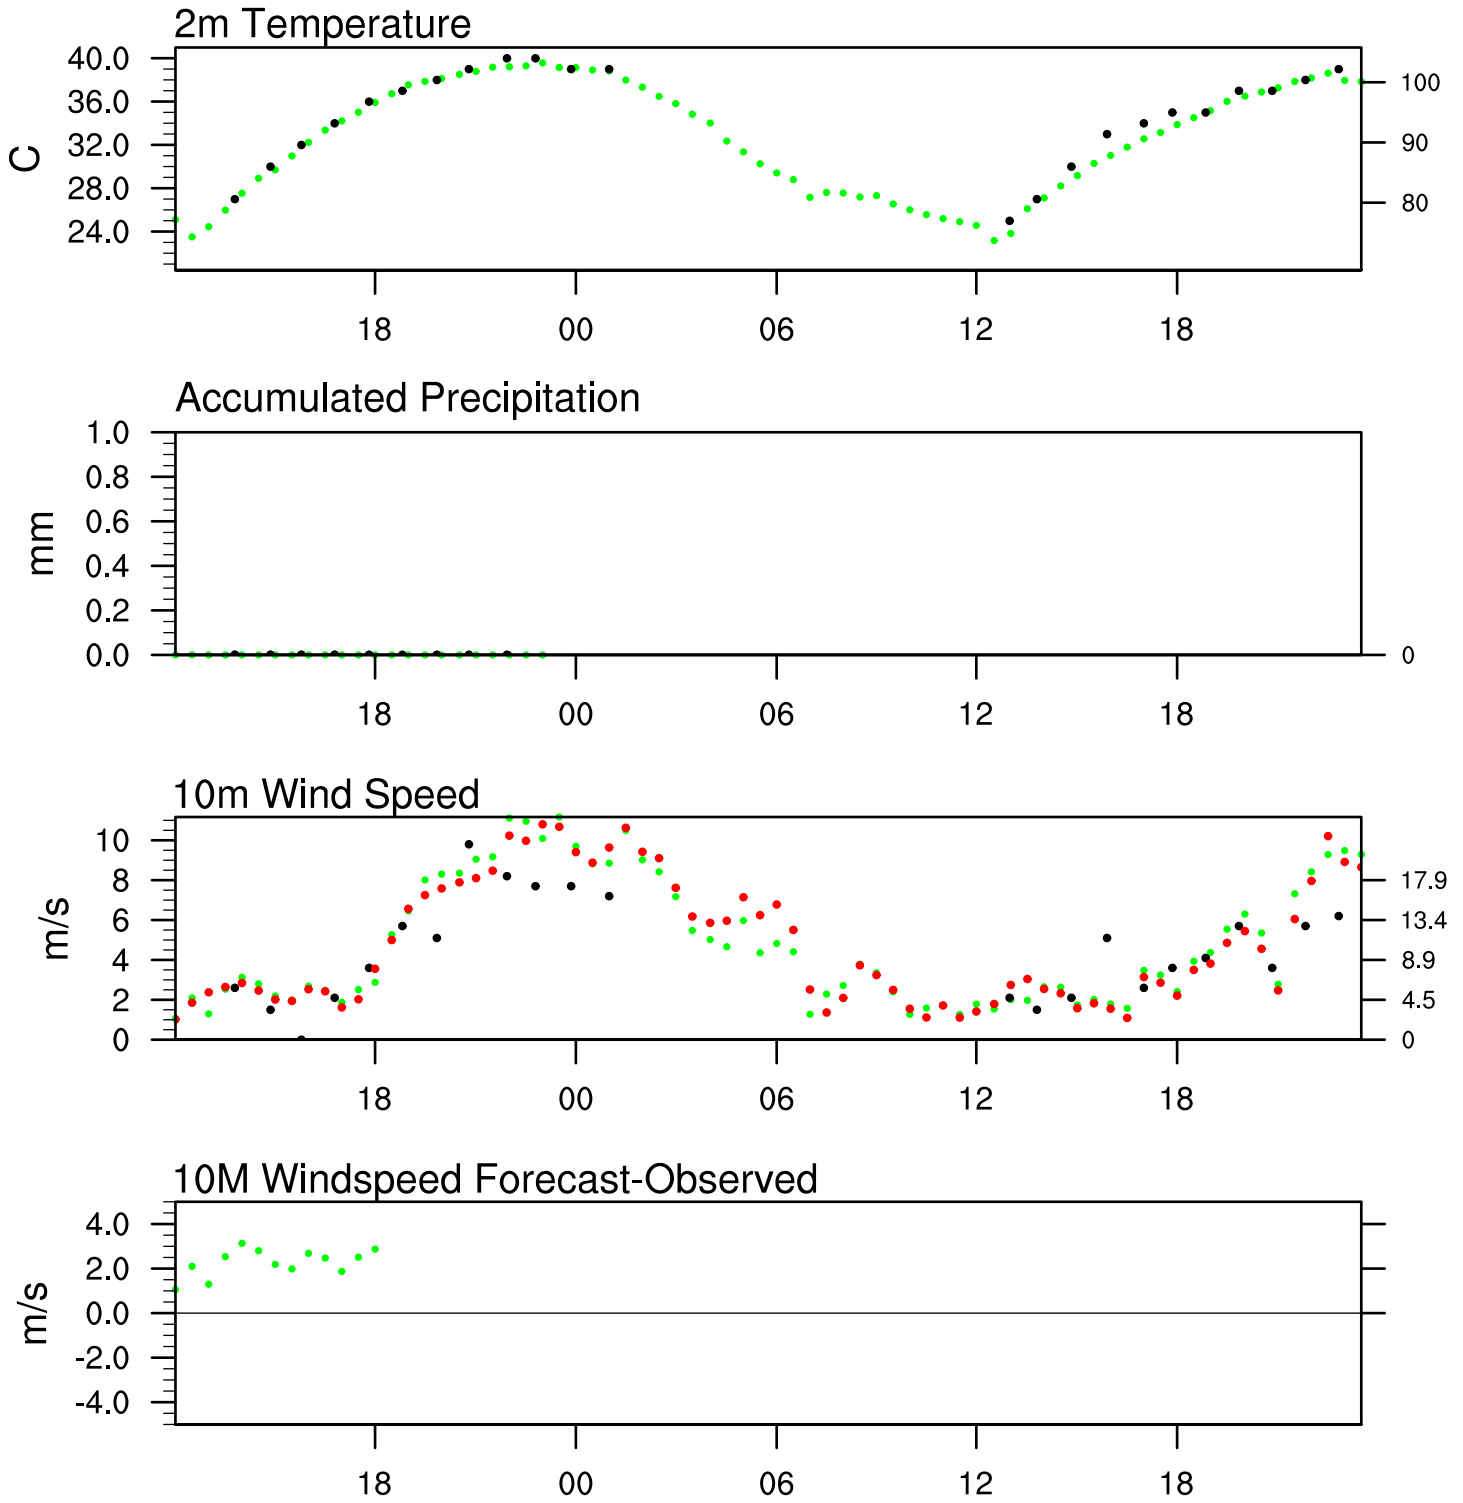 2m Temperature
40.0
36.0
32.0
28.0
24.0
C
100
90
80
18 00 06 12 18
Accumulated Precipitation
1.0
0.8
0.6
0.4
0.2
0.0
mm
0
18 00 06 12 18
10m Wind Speed
10
8
6
4
2
0
m/s
17.9
13.4
8.9
4.5
0
18 00 06 12 18
10M Windspeed Forecast-Observed
4.0
2.0
0.0
-2.0
-4.0
m/s
18 00 06 12 18